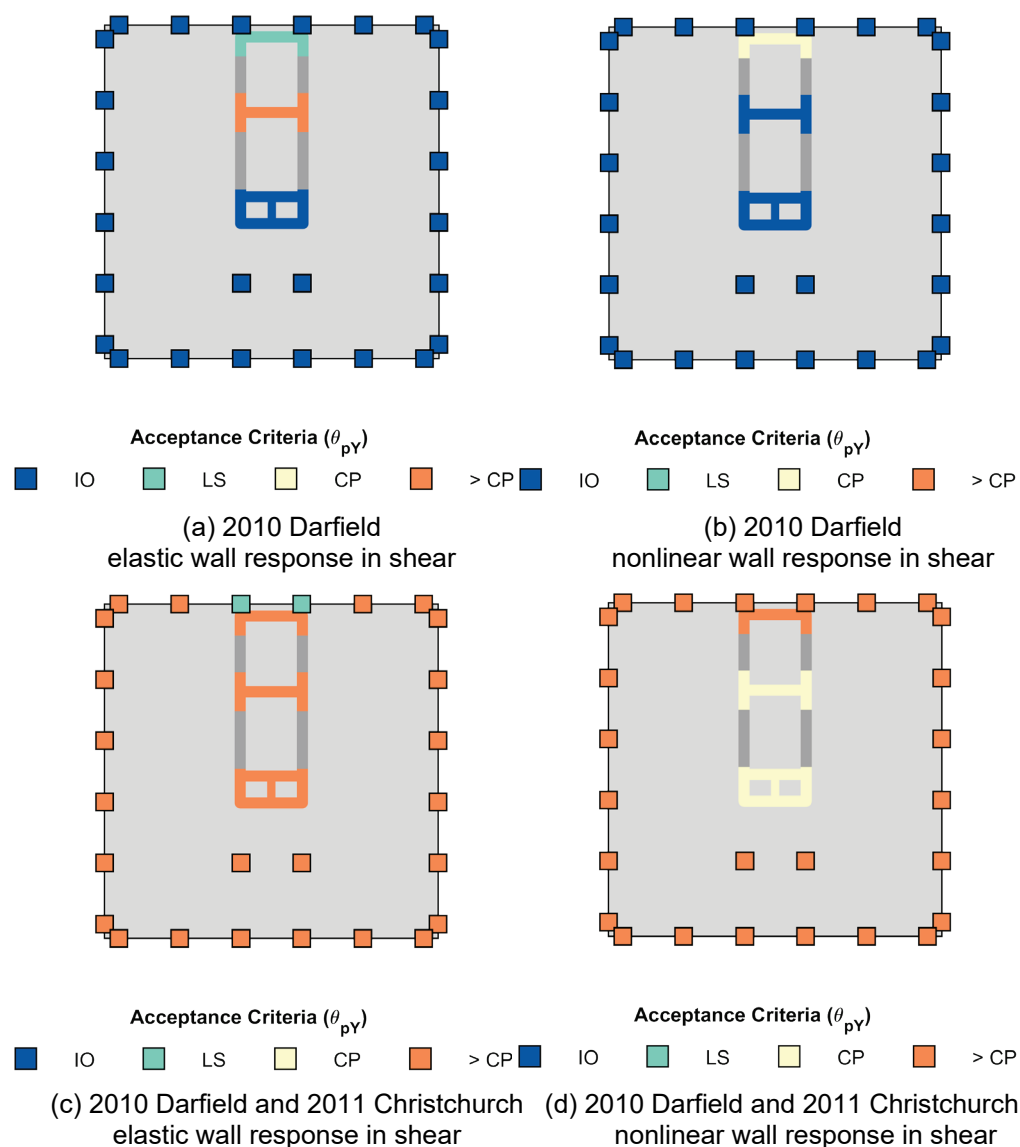 Acceptance Criteria (θpY)
IO LS CP > CP
(a) 2010 Darfield
elastic wall response in shear
Acceptance Criteria (θpY)
IO LS CP > CP
(b) 2010 Darfield
nonlinear wall response in shear
Acceptance Criteria (θpY)
IO LS CP > CP
(c) 2010 Darfield and 2011 Christchurch
elastic wall response in shear
Acceptance Criteria (θpY)
IO LS CP > CP
(d) 2010 Darfield and 2011 Christchurch
nonlinear wall response in shear